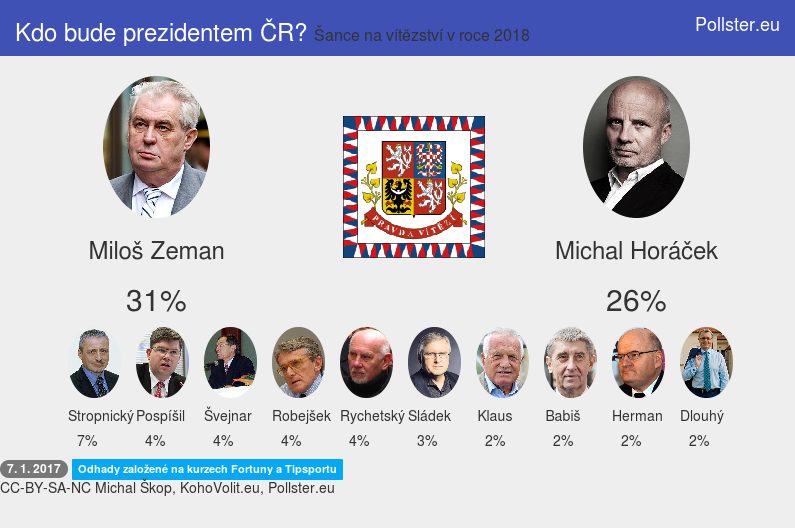 Kdo bude prezidentem ČR? Šance na vítězství v roce 2018
Pollster.eu
PRAVDA VÍTĚZÍ
Miloš Zeman
Michal Horáček
31%
26%
Stropnický Pospíšil Švejnar Robejšek Rychetský Sládek Klaus Babiš Herman Dlouhý
7% 4% 4% 4% 4% 3% 2% 2% 2% 2%
7. 1. 2017 Odhady založené na kurzech Fortuny a Tipsportu
CC-BY-SA-NC Michal Škop, KohoVolit.eu, Pollster.eu